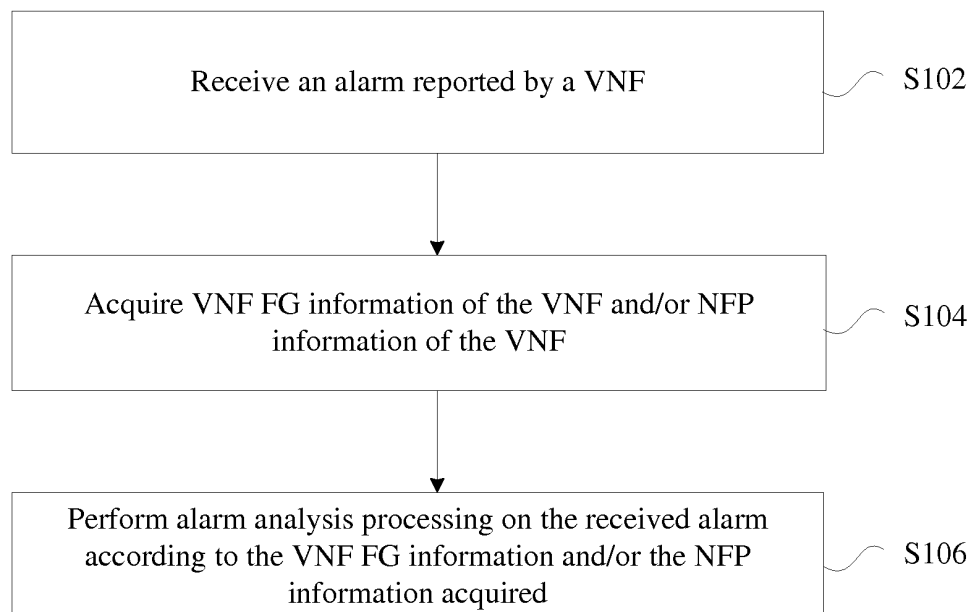 Receive an alarm reported by a VNF
S102
Acquire VNF FG information of the VNF and/or NFP
information of the VNF
S104
Perform alarm analysis processing on the received alarm
according to the VNF FG information and/or the NFP
information acquired
S106